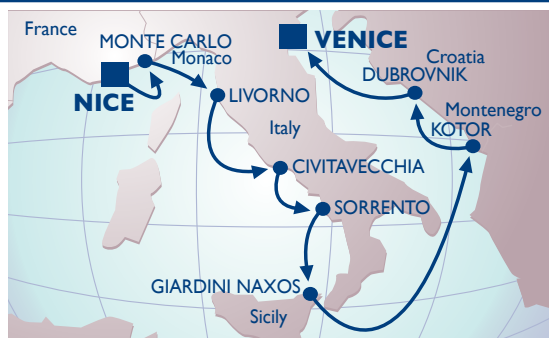 France
MONTE CARLO
Monaco
NICE
VENICE
Croatia
DUBROVNIK
LIVORNO
Montenegro
KOTOR
Italy
CIVITAVECCHIA
SORRENTO
GIARDINI NAXOS
Sicily